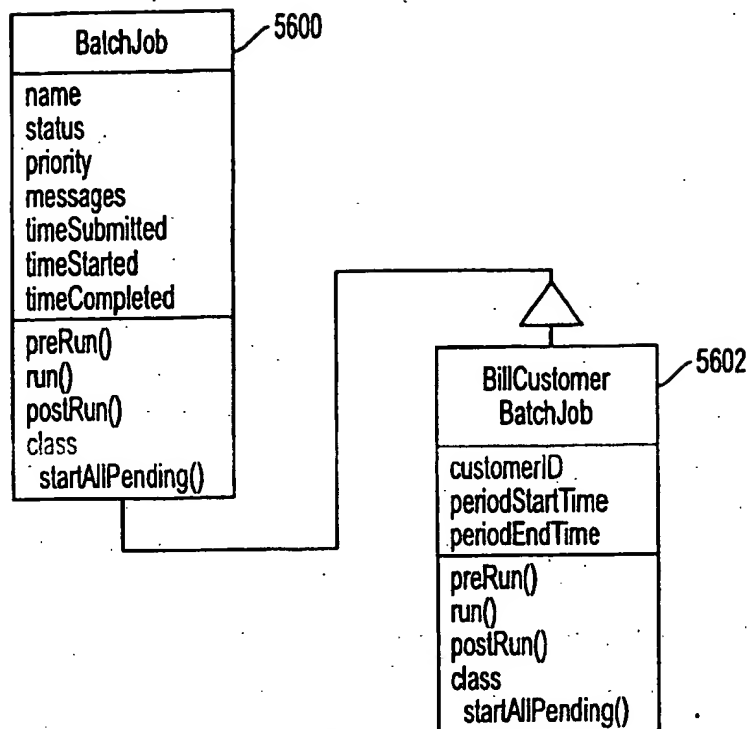 BatchJob
5600
name
status
priority
messages
timeSubmitted
timeStarted
timeCompleted
preRun()
run()
postRun()
class
startAllPending()
BillCustomer
BatchJob
5602
customerID
periodStartTime
periodEndTime
preRun()
run()
postRun()
class
startAllPending()